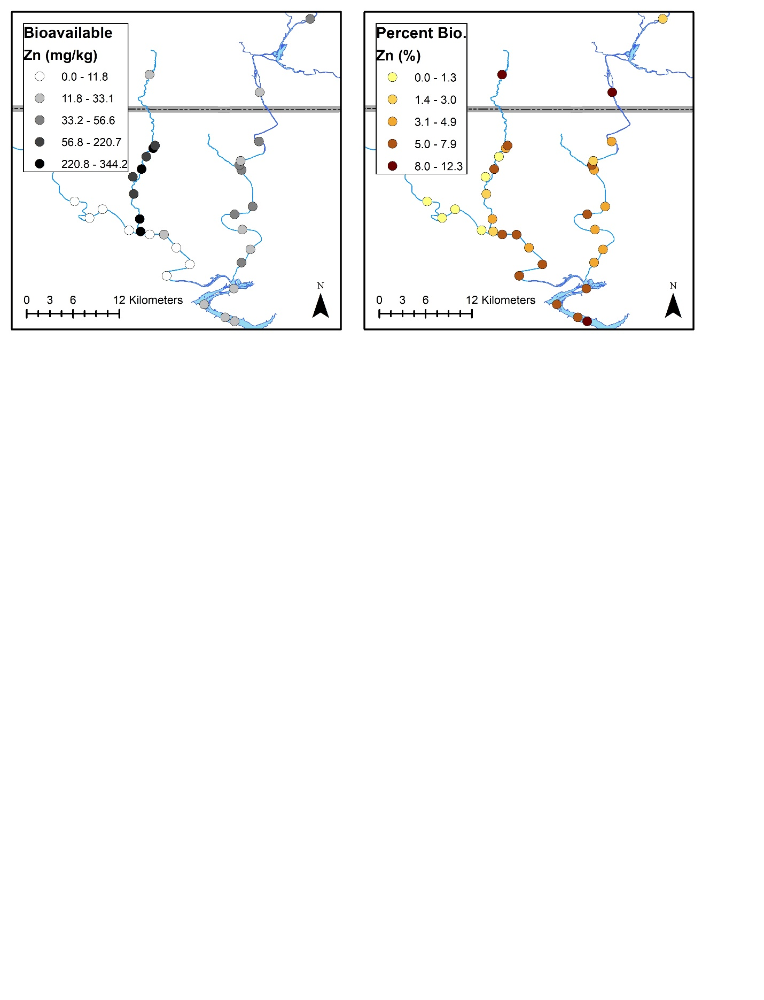 Bioavailable
Zn (mg/kg)
0.0 - 11.8
11.8 - 33.1
33.2 - 56.6
56.8 - 220.7
220.8 - 344.2
N
0 3 6 12 Kilometers
Percent Bio.
Zn (%)
0.0 - 1.3
1.4 - 3.0
3.1 - 4.9
5.0 - 7.9
8.0 - 12.3
N
0 3 6 12 Kilometers